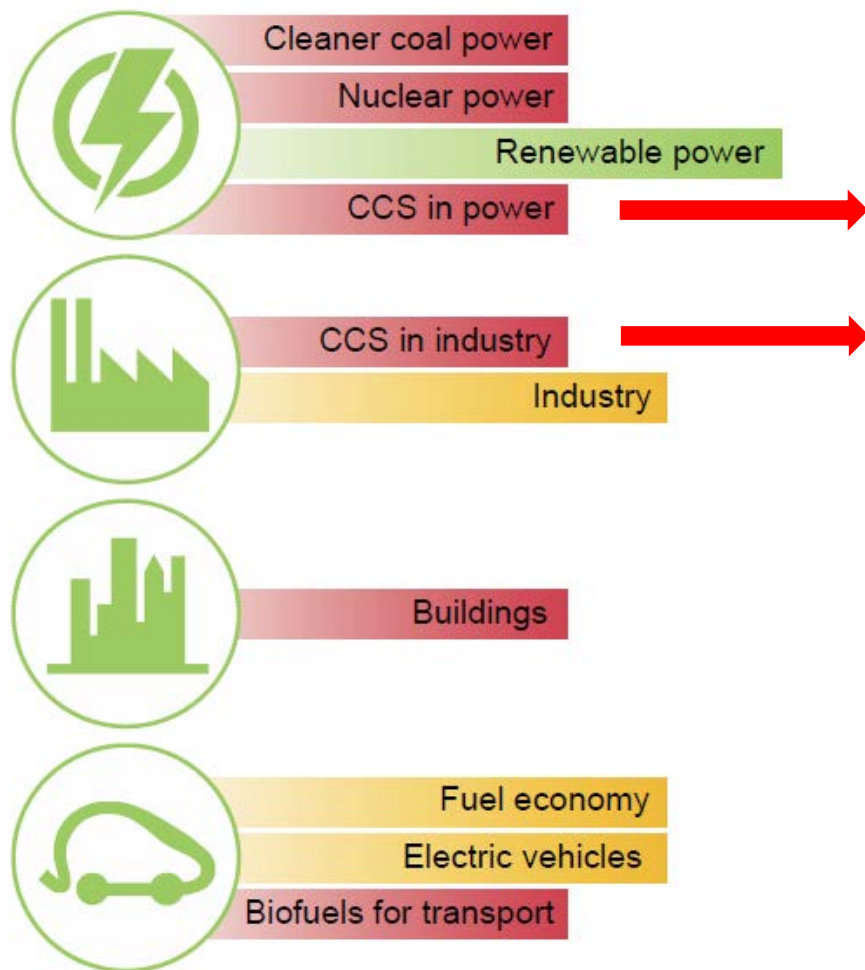 Cleaner coal power
Nuclear power
Renewable power
CCS in power
CCS in industry
Industry
Buildings
Fuel economy
Electric vehicles
Biofuels for transport